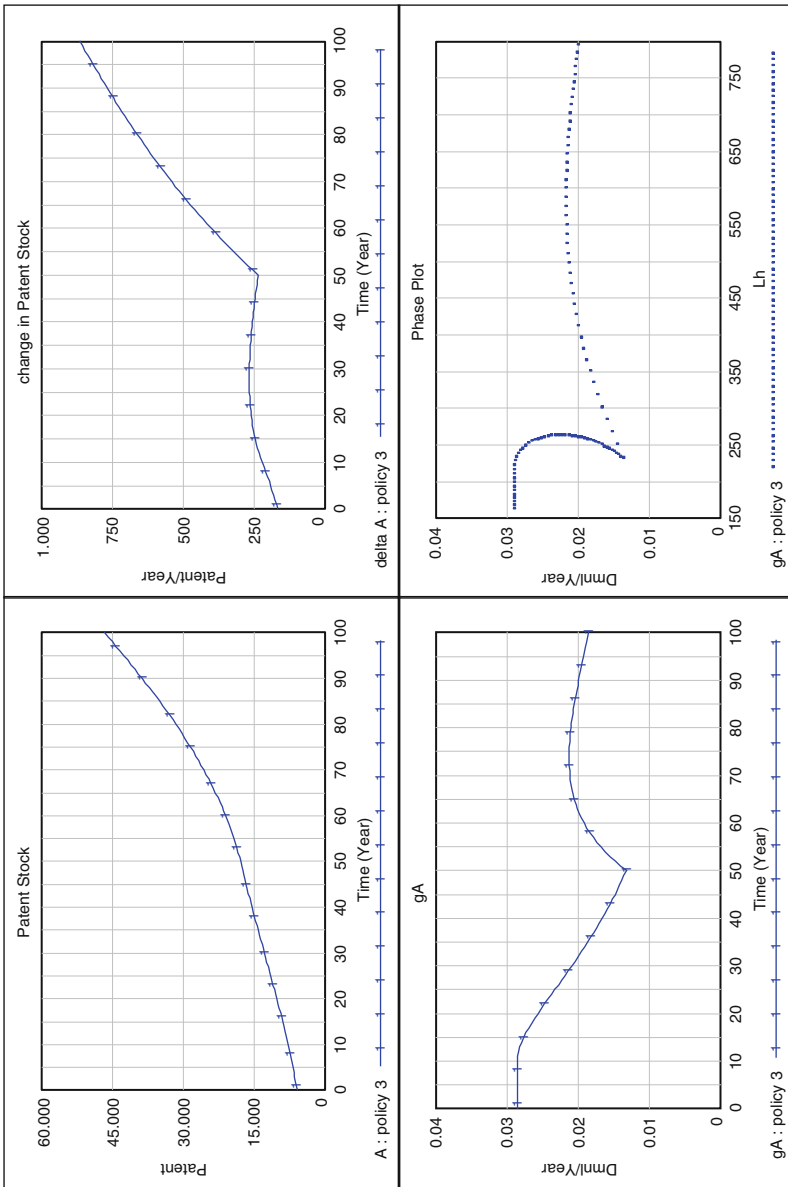 Patent Stock
60.000
45.000
30.000
15.000
0
Patent
0 10 20 30 40 50 60 70 80 90 100
Time (Year)
A : policy 3
change in Patent Stock
1.000
750
500
250
0
Patent/Year
0 10 20 30 40 50 60 70 80 90 100
Time (Year)
delta A : policy 3
gA
0.04
0.03
0.02
0.01
0
Dmnl/Year
0 10 20 30 40 50 60 70 80 90 100
Time (Year)
gA : policy 3
Phase Plot
0.04
0.03
0.02
0.01
0
Dmnl/Year
150 250 350 450 550 650 750
Lh
gA : policy 3